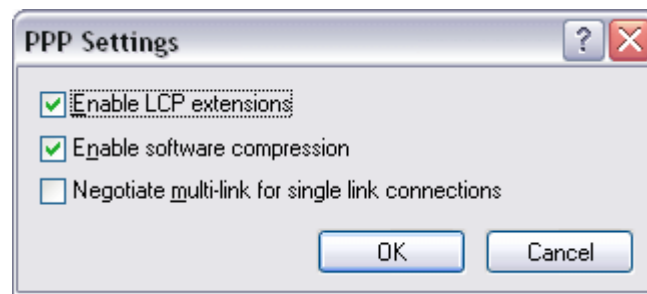 PPP Settings
?
Enable LCP extensions
Enable software compression
Negotiate multi-link for single link connections
OK Cancel